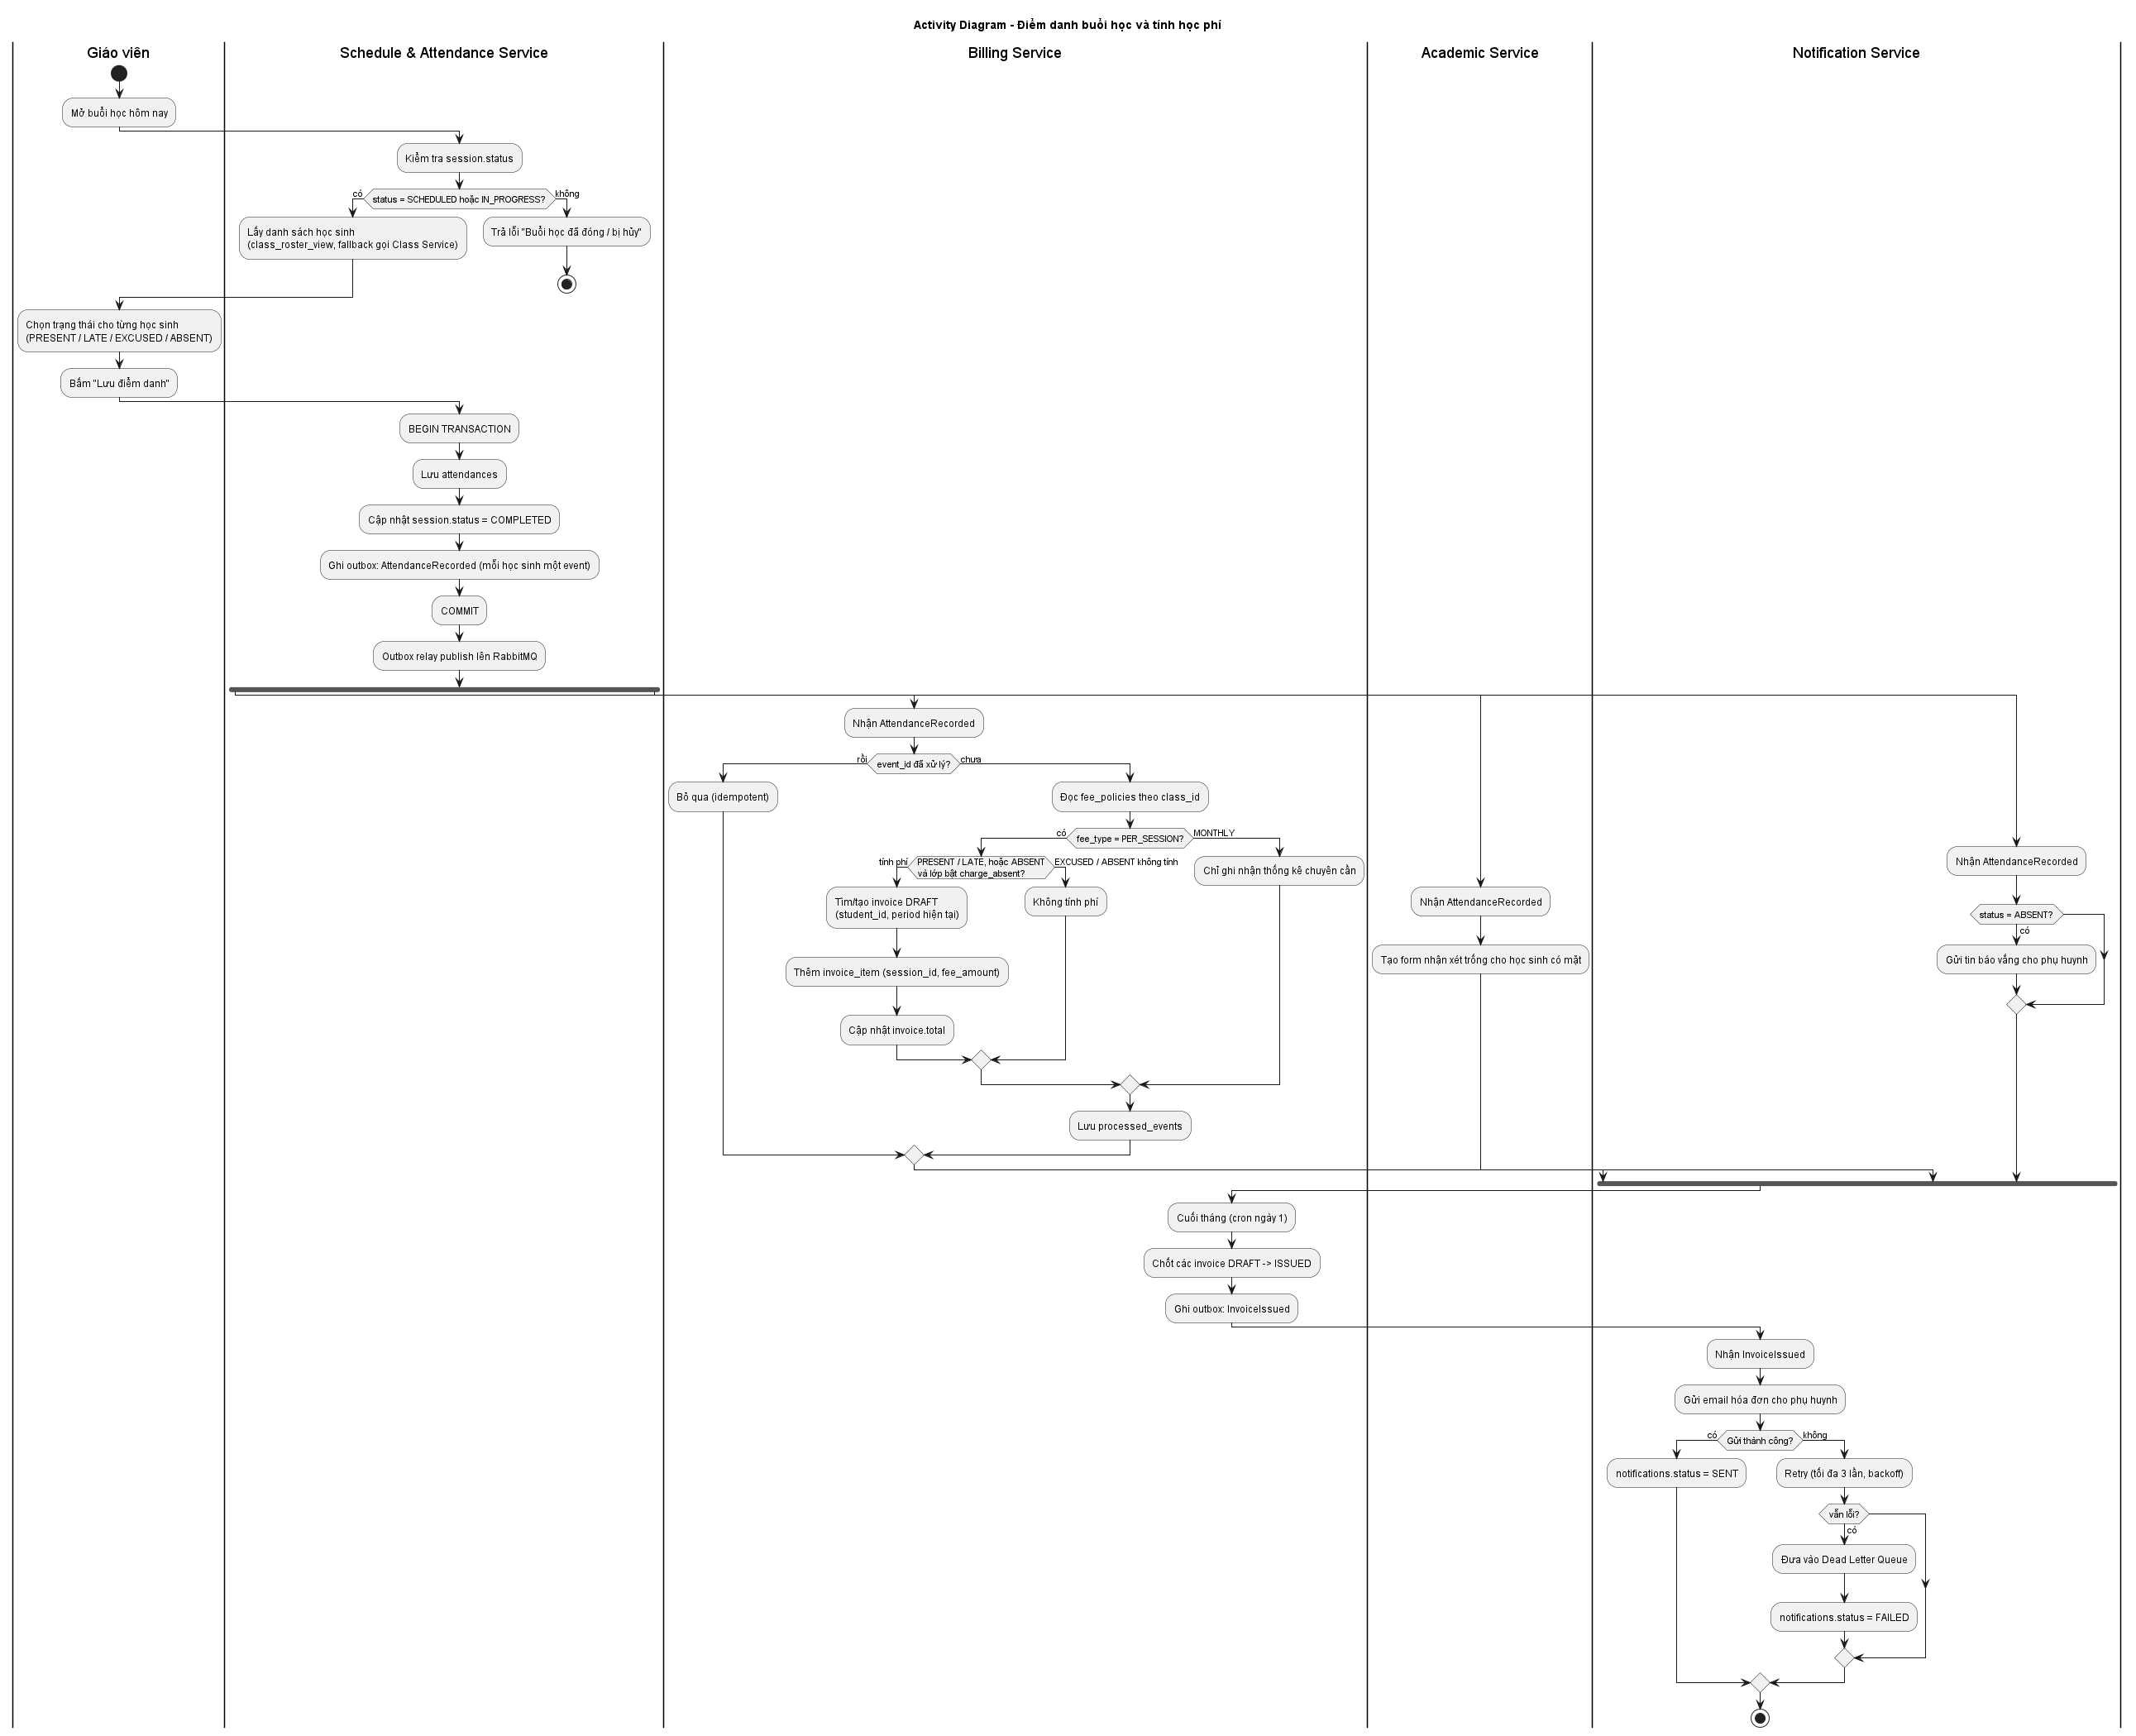 Activity Diagram - Điểm danh buổi học và tính học phí
Giáo viên
Schedule & Attendance Service
Billing Service
Academic Service
Notification Service
Mở buổi học hôm nay
Kiểm tra session.status
có
status = SCHEDULED hoặc IN_PROGRESS?
không
Lấy danh sách học sinh
(class_roster_view, fallback gọi Class Service)
Trả lỗi "Buổi học đã đóng / bị hủy"
Chọn trạng thái cho từng học sinh
(PRESENT / LATE / EXCUSED / ABSENT)
Bấm "Lưu điểm danh"
BEGIN TRANSACTION
Lưu attendances
Cập nhật session.status = COMPLETED
Ghi outbox: AttendanceRecorded (mỗi học sinh một event)
COMMIT
Outbox relay publish lên RabbitMQ
Nhận AttendanceRecorded
rồi
event_id đã xử lý?
chưa
Bỏ qua (idempotent)
Đọc fee_policies theo class_id
có
fee_type = PER_SESSION?
MONTHLY
tính phí
PRESENT / LATE, hoặc ABSENT
và lớp bật charge_absent?
EXCUSED / ABSENT không tính
Chỉ ghi nhận thống kê chuyên cần
Tìm/tạo invoice DRAFT
(student_id, period hiện tại)
Không tính phí
Thêm invoice_item (session_id, fee_amount)
Cập nhật invoice.total
Lưu processed_events
Nhận AttendanceRecorded
Tạo form nhận xét trống cho học sinh có mặt
Nhận AttendanceRecorded
status = ABSENT?
có
Gửi tin báo vắng cho phụ huynh
Cuối tháng (cron ngày 1)
Chốt các invoice DRAFT -> ISSUED
Ghi outbox: InvoiceIssued
Nhận InvoiceIssued
Gửi email hóa đơn cho phụ huynh
có
Gửi thành công?
không
notifications.status = SENT
Retry (tối đa 3 lần, backoff)
vẫn lỗi?
có
Đưa vào Dead Letter Queue
notifications.status = FAILED